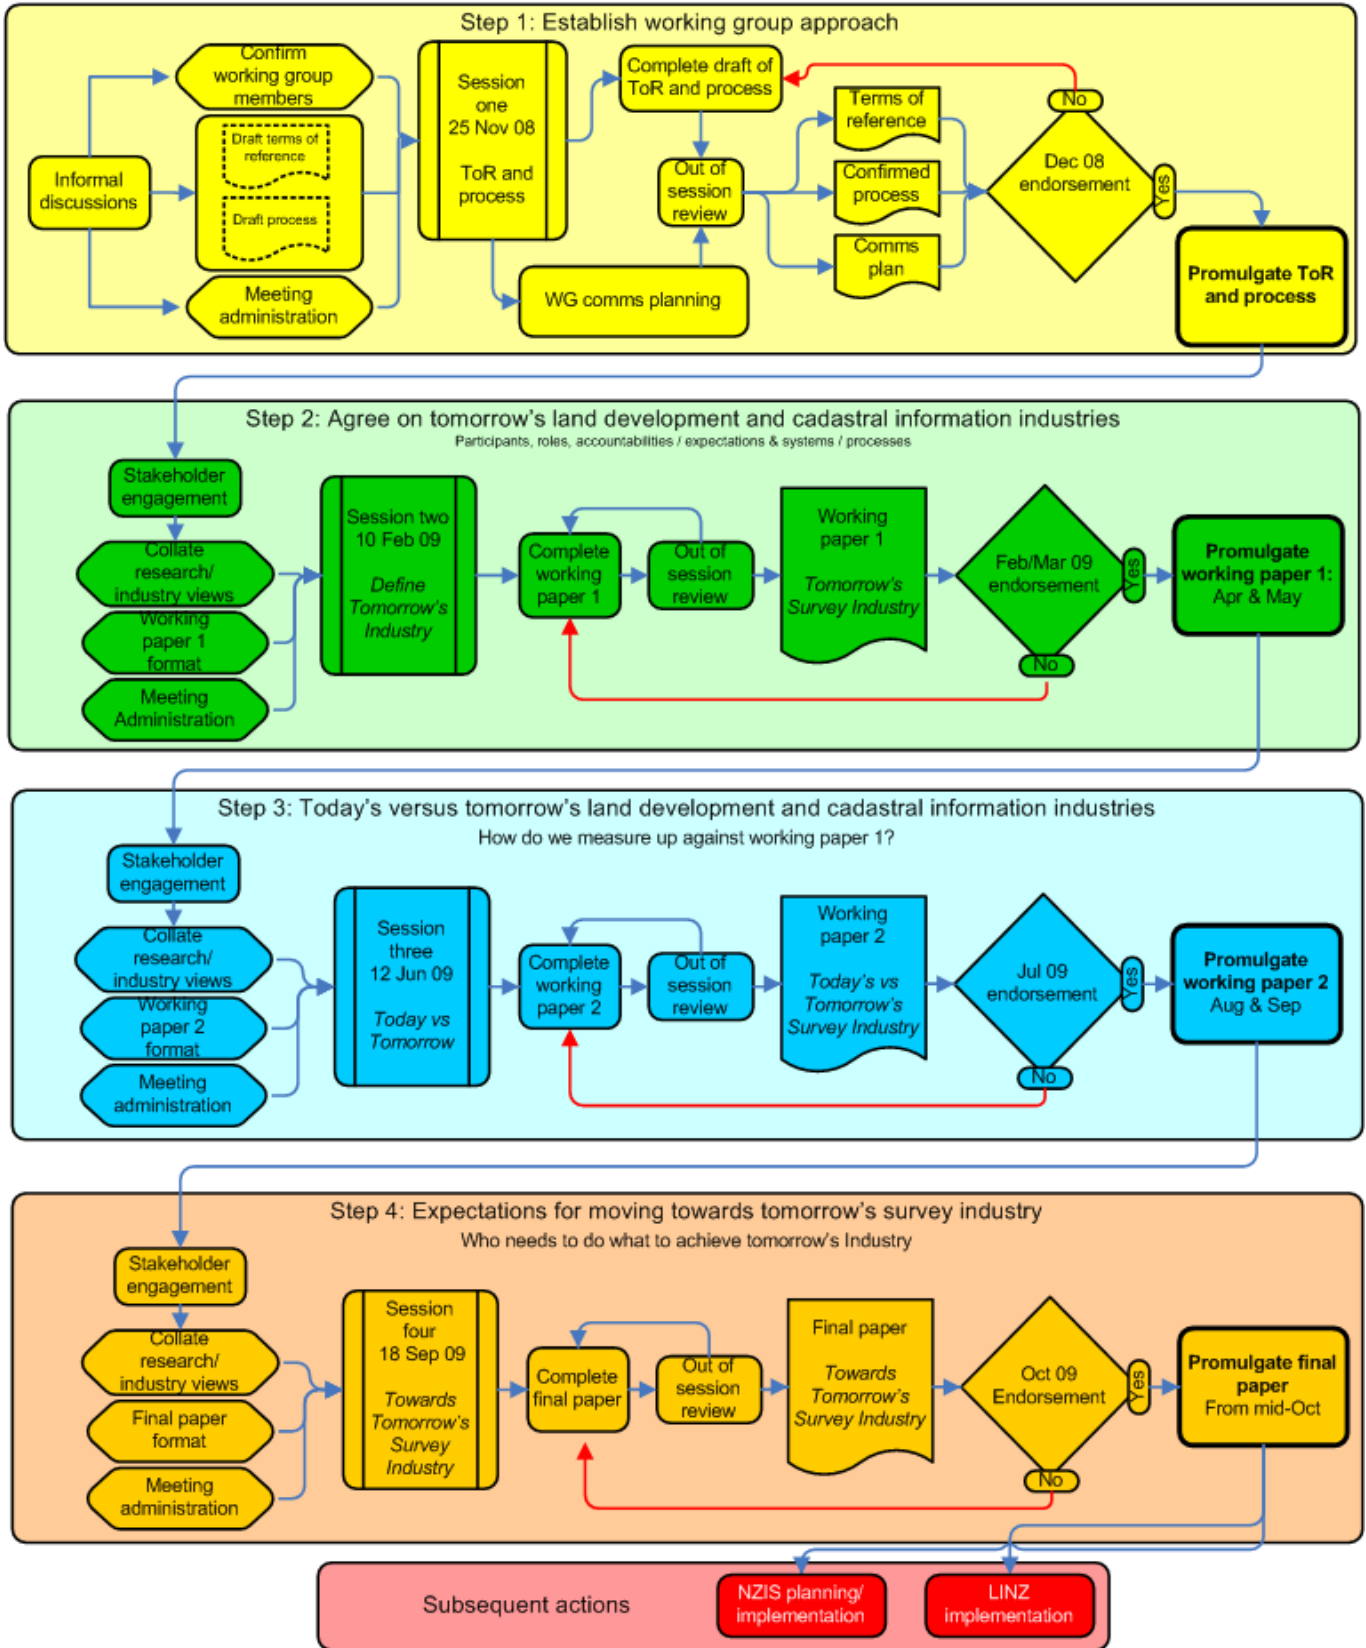 Step 1: Establish working group approach
Confirm
working group
members
Draft terms of
reference
Draft process
Informal
discussions
Meeting
administration
Session
one
25 Nov 08
ToR and
process
Complete draft of
ToR and process
Out of
session
review
WG comms planning
Terms of
reference
Confirmed
process
Comms
plan
No
Dec 08
endorsement
Yes
Promulgate ToR
and process
Step 2: Agree on tomorrow's land development and cadastral information industries
Participants, roles, accountabilities / expectations & systems / processes
Stakeholder
engagement
Collate
research/
industry views
Working
paper 1
format
Meeting
Administration
Session two
10 Feb 09
Define
Tomorrow's
Industry
Complete
working
paper 1
Out of
session
review
Working
paper 1
Tomorrow's
Survey Industry
Feb/Mar 09
endorsement
Yes
No
Promulgate
working paper 1:
Apr & May
Step 3: Today's versus tomorrow's land development and cadastral information industries
How do we measure up against working paper 1?
Stakeholder
engagement
Collate
research/
industry views
Working
paper 2
format
Meeting
administration
Session
three
12 Jun 09
Today vs
Tomorrow
Complete
working
paper 2
Out of
session
review
Working
paper 2
Today's vs
Tomorrow's
Survey Industry
Jul 09
endorsement
Yes
No
Promulgate
working paper 2
Aug & Sep
Step 4: Expectations for moving towards tomorrow's survey industry
Who needs to do what to achieve tomorrow's Industry
Stakeholder
engagement
Collate
research/
industry views
Final paper
format
Meeting
administration
Session
four
18 Sep 09
Towards
Tomorrow's
Survey
Industry
Complete
final paper
Out of
session
review
Final paper
Towards
Tomorrow's
Survey Industry
Oct 09
Endorsement
Yes
No
Promulgate final
paper
From mid-Oct
Subsequent actions
NZIS planning/
implementation
LINZ
implementation